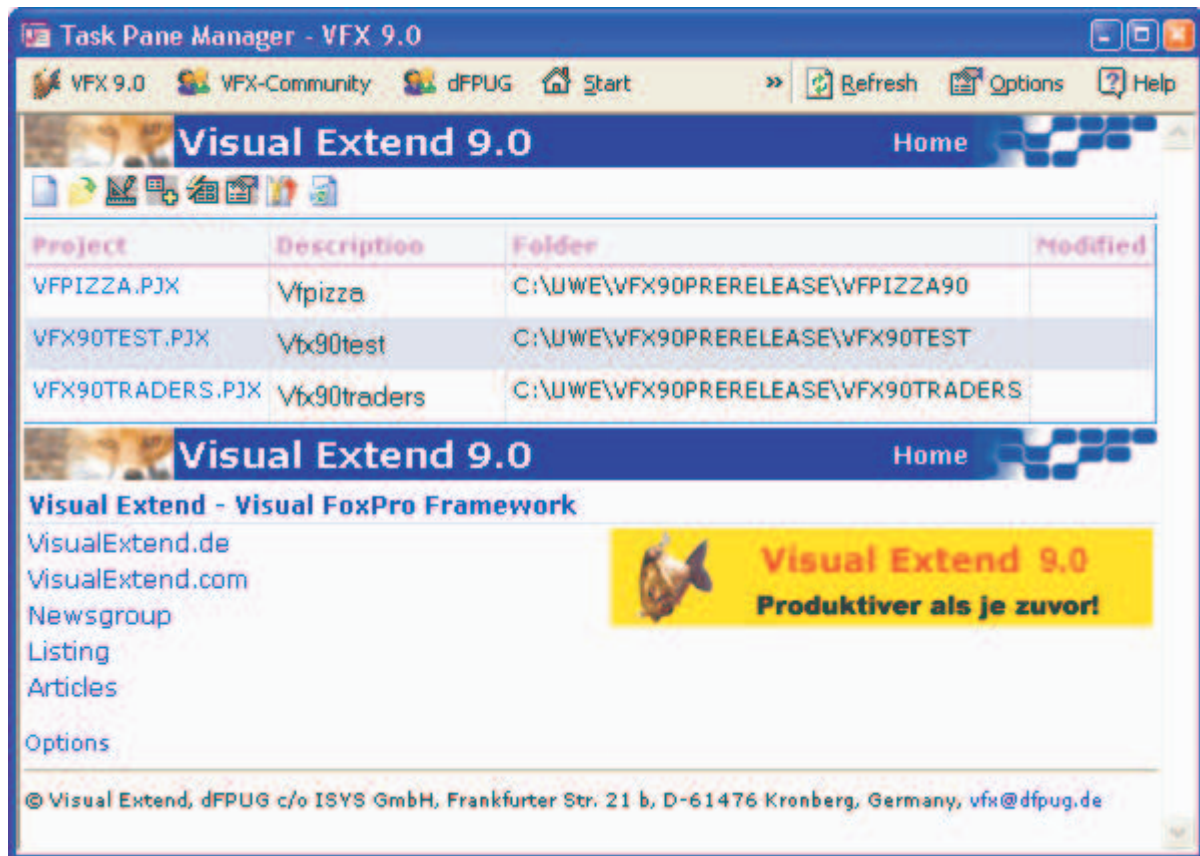 Task Pane Manager - VFX 9.0
VFX 9.0 VFX-Community dFPUG Start » Refresh Options Help
Visual Extend 9.0 Home
Project Description Folder Modified
VFPIZZA.PJX Vfpizza C:\UWE\VFX90PRERELEASE\VFPIZZA90
VFX90TEST.PJX Vfx90test C:\UWE\VFX90PRERELEASE\VFX90TEST
VFX90TRADERS.PJX Vfx90traders C:\UWE\VFX90PRERELEASE\VFX90TRADERS
Visual Extend 9.0 Home
Visual Extend - Visual FoxPro Framework
VisualExtend.de
VisualExtend.com
Newsgroup
Listing
Articles
Visual Extend 9.0
Produktiver als je zuvor!
Options
© Visual Extend, dFPUG c/o ISYS GmbH, Frankfurter Str. 21 b, D-61476 Kronberg, Germany, vfx@dfpug.de